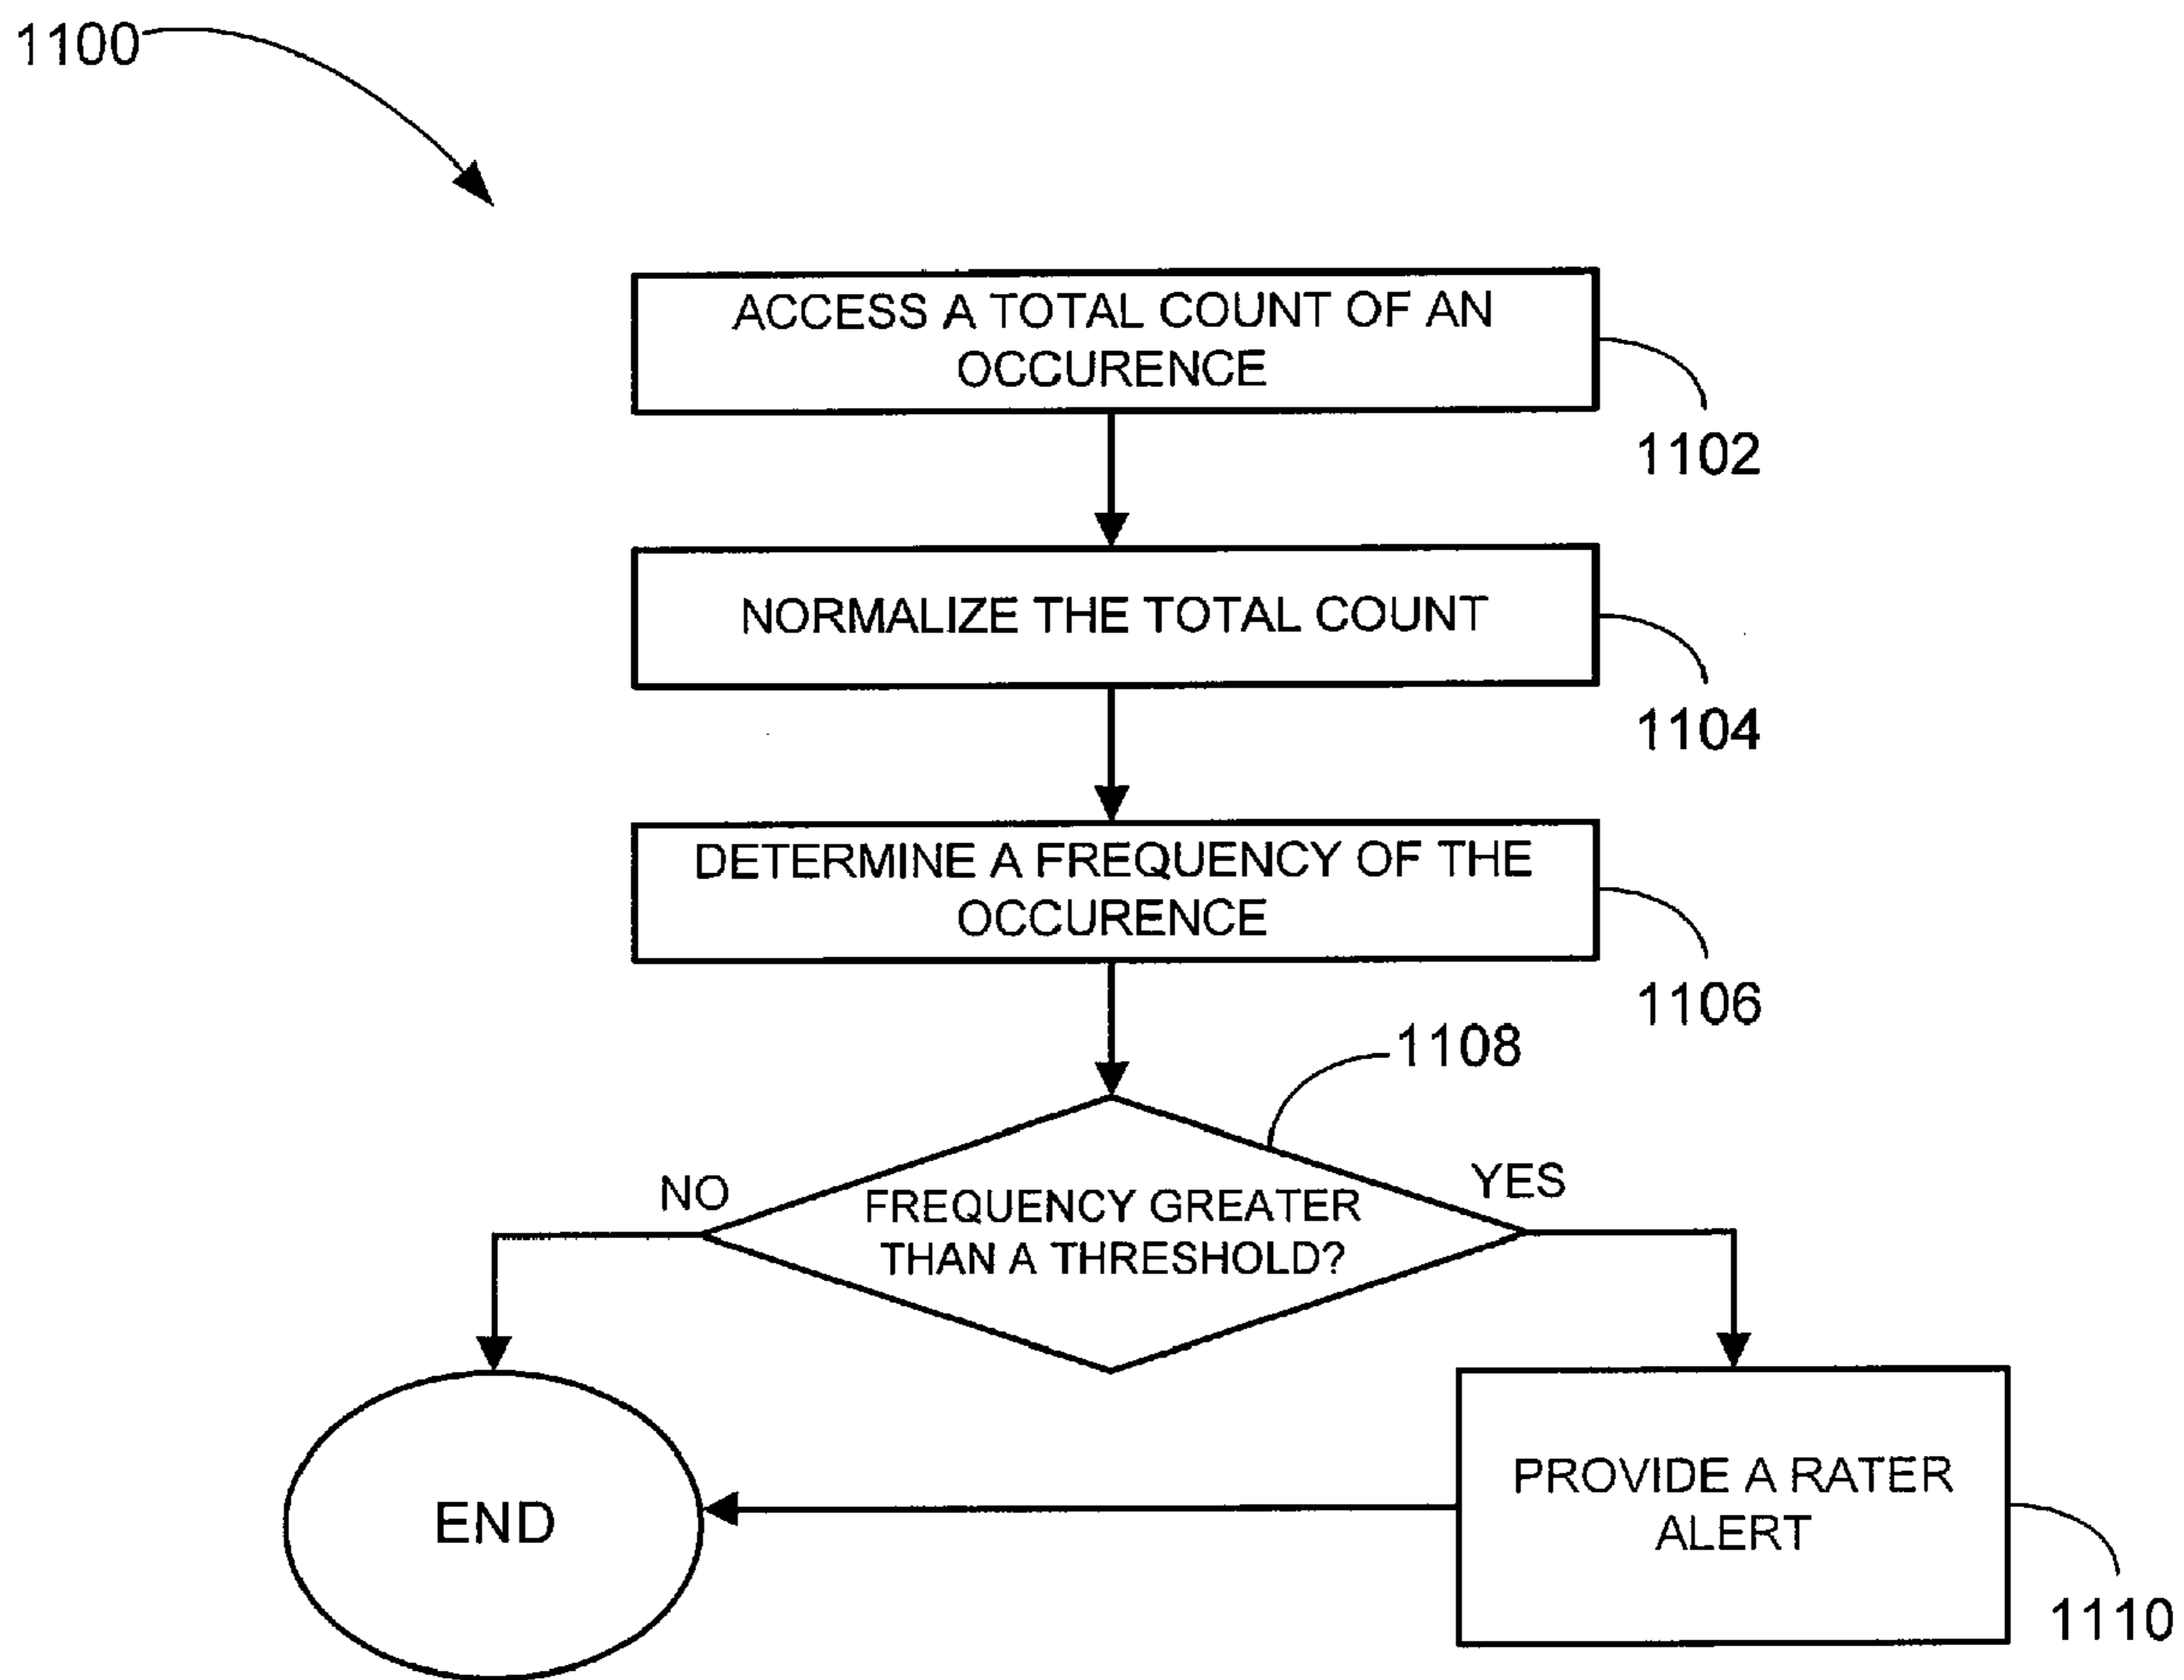 1100
ACCESS A TOTAL COUNT OF AN
OCCURENCE
1102
NORMALIZE THE TOTAL COUNT
1104
DETERMINE A FREQUENCY OF THE
OCCURENCE
1106
1108
NO
YES
FREQUENCY GREATER
THAN A THRESHOLD?
END
PROVIDE A RATER
ALERT
1110